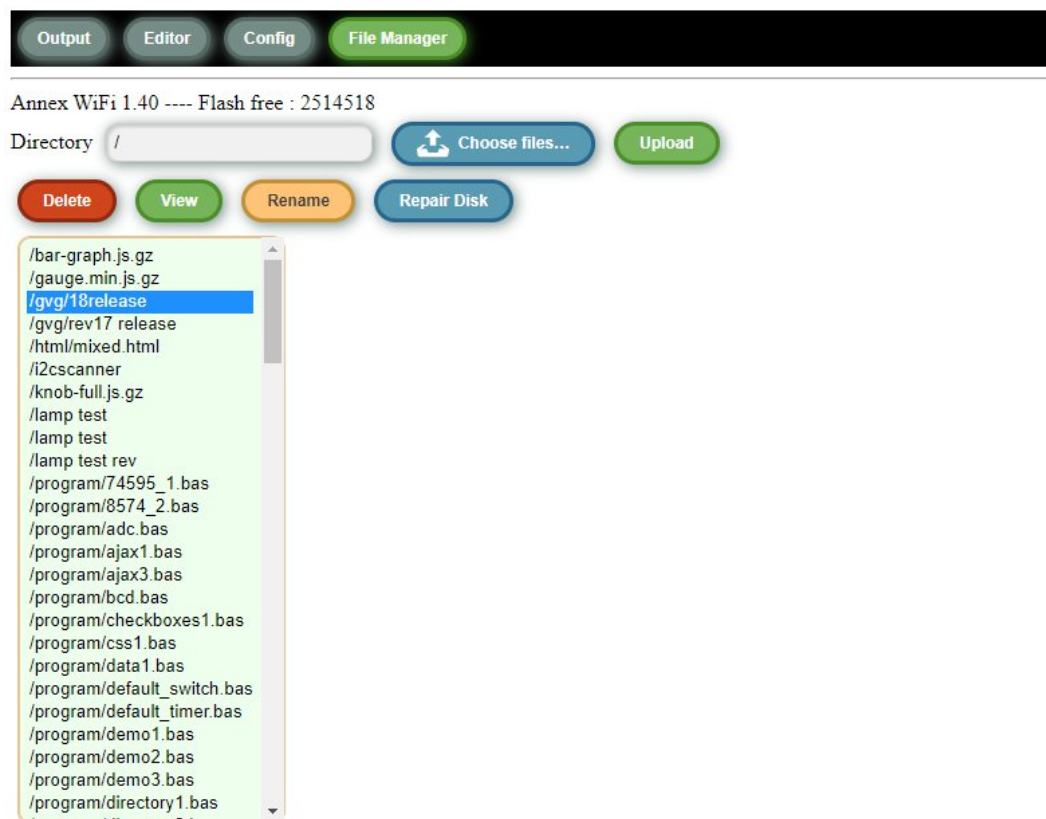 Output Editor Config File Manager
Annex WiFi 1.40 ---- Flash free : 2514518
Directory / Choose files... Upload
Delete View Rename Repair Disk
/bar-graph.js.gz
/gauge.min.js.gz
/gvg/18release
/gvg/rev17 release
/html/mixed.html
/i2cscanner
/knob-full.js.gz
/lamp test
/lamp test
/lamp test rev
/program/74595_1.bas
/program/8574_2.bas
/program/adc.bas
/program/ajax1.bas
/program/ajax3.bas
/program/bcd.bas
/program/checkboxes1.bas
/program/css1.bas
/program/data1.bas
/program/default_switch.bas
/program/default_timer.bas
/program/demo1.bas
/program/demo2.bas
/program/demo3.bas
/program/directory1.bas